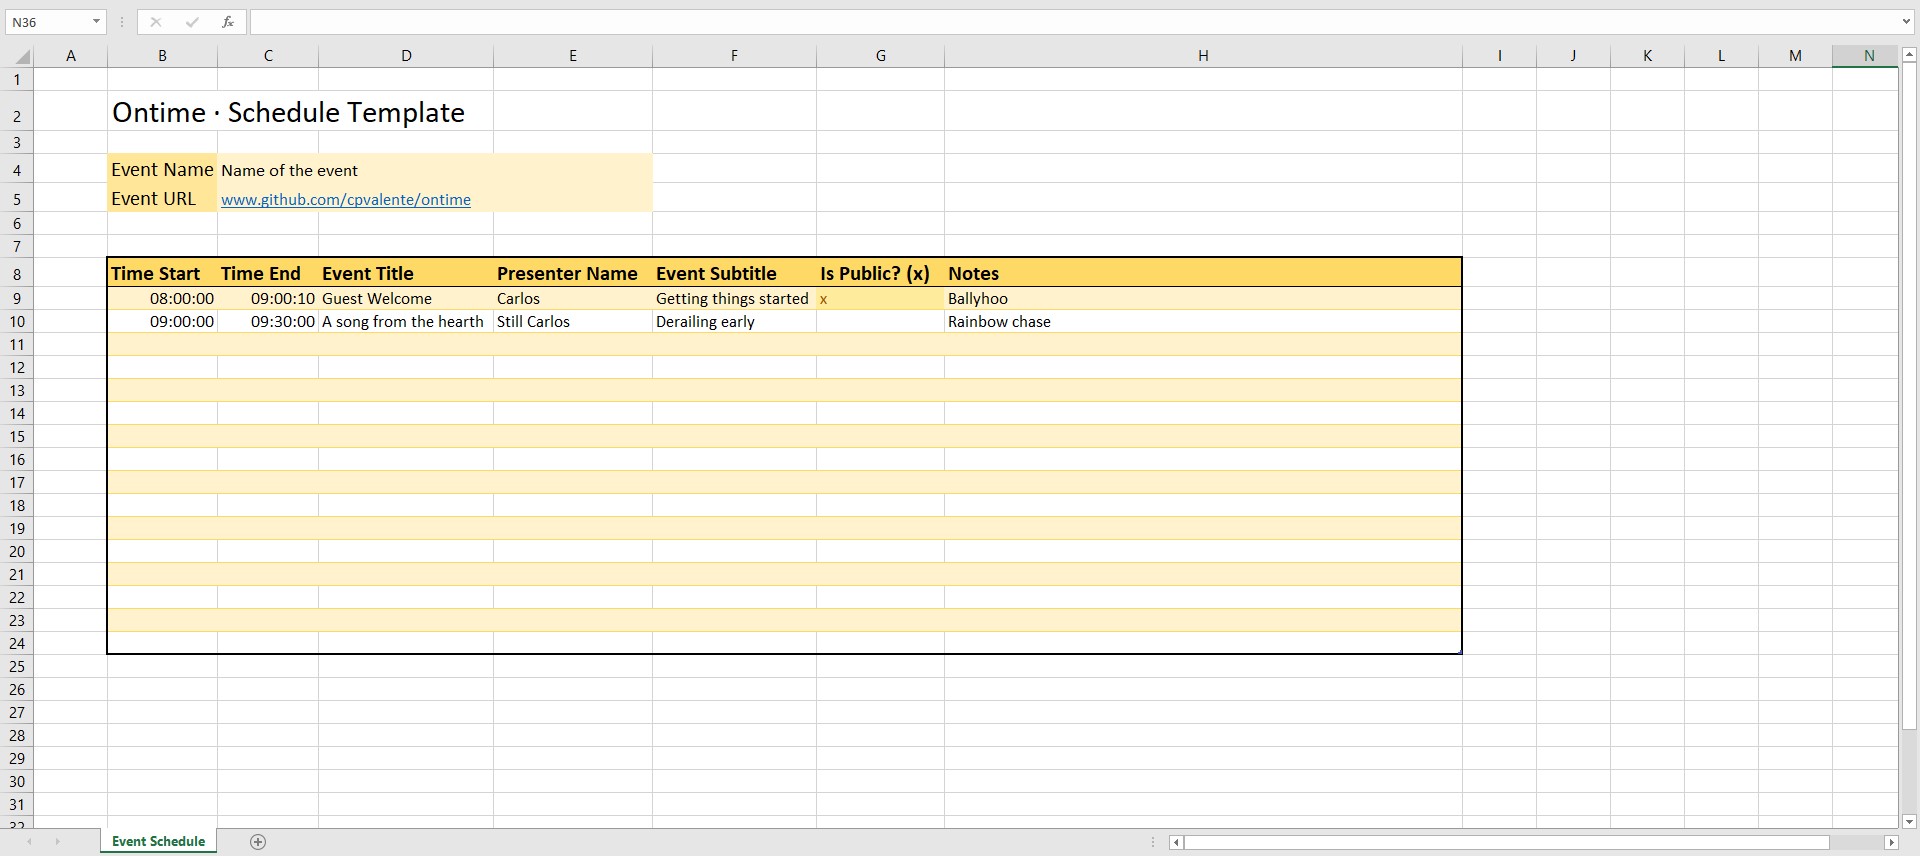 N36
fx
A B C D E F G H I J K L M N
1
2 Ontime · Schedule Template
3
4 Event Name Name of the event
5 Event URL www.github.com/cpvalente/ontime
6
7
8 Time Start Time End Event Title Presenter Name Event Subtitle Is Public? (x) Notes
9 08:00:00 09:00:10 Guest Welcome Carlos Getting things started x Ballyhoo
10 09:00:00 09:30:00 A song from the hearth Still Carlos Derailing early Rainbow chase
11
12
13
14
15
16
17
18
19
20
21
22
23
24
25
26
27
28
29
30
31
32
Event Schedule